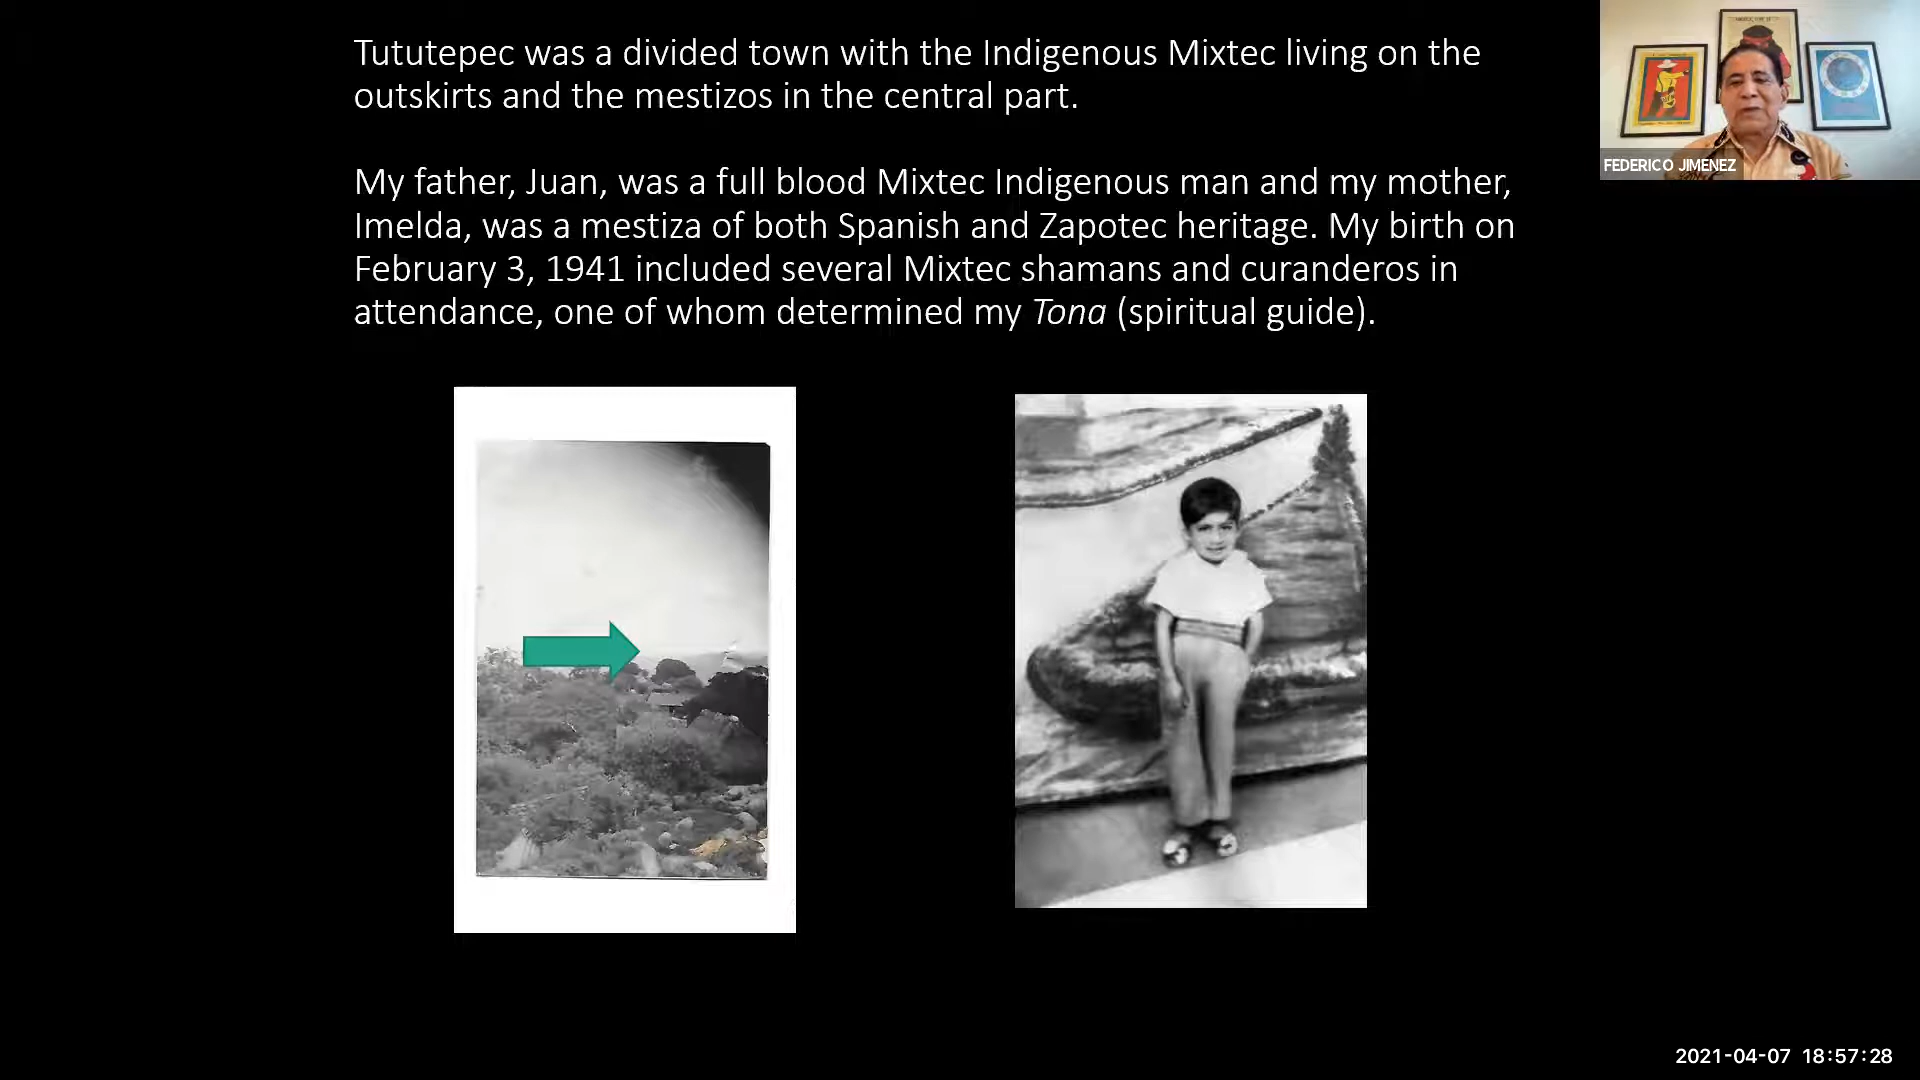 Tututepec was a divided town with the Indigenous Mixtec living on the
outskirts and the mestizos in the central part.
My father, Juan, was a full blood Mixtec Indigenous man and my mother,
Imelda, was a mestiza of both Spanish and Zapotec heritage. My birth on
February 3, 1941 included several Mixtec shamans and curanderos in
attendance, one of whom determined my Tona (spiritual guide).
FEDERICO JIMENEZ
2021-04-07 18:57:28